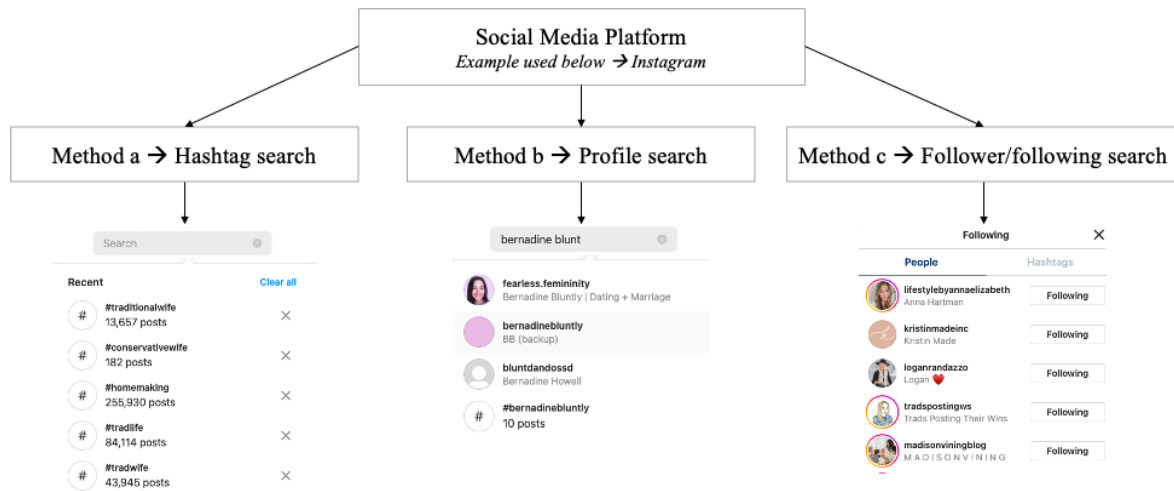 Social Media Platform
Example used below → Instagram
Method a → Hashtag search
Method b → Profile search
Method c → Follower/following search
Search
Recent
Clear all
#
#traditionalwife
13,657 posts
#
#conservativewife
182 posts
#
#homemaking
255,930 posts
#
#tradlife
84,114 posts
#
#tradwife
43,945 posts
bernadine blunt
fearless.femininity
Bernadine Bluntly | Dating + Marriage
bernadinebluntly
BB (backup)
bluntdandossd
Bernadine Howell
#
#bernadinebluntly
10 posts
Following
People
Hashtags
lifestylebyannaelizabeth
Anna Hartman
Following
kristinmadeinc
Kristin Made
Following
loganrandazzo
Logan ♥️
Following
tradspostingws
Trads Posting Their Wins
Following
madisonviningblog
M A D I S O N V I N I N G
Following